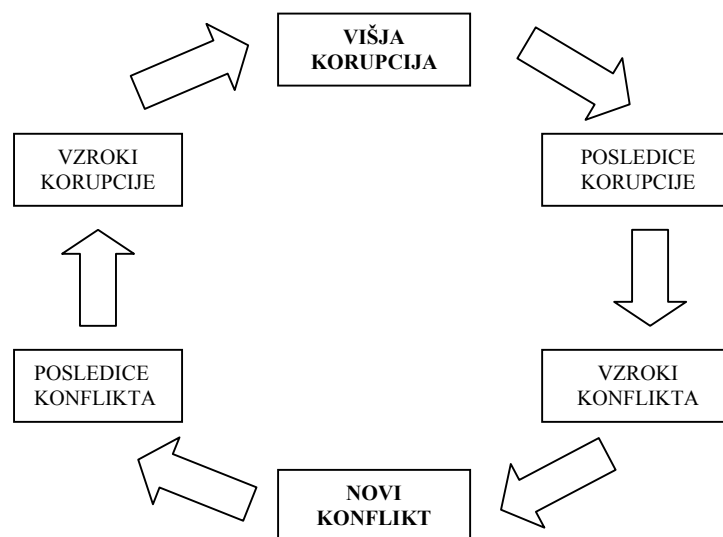 VIŠJA
KORUPCIJA
VZROKI
KORUPCIJE
POSLEDICE
KORUPCIJE
POSLEDICE
KONFLIKTA
VZROKI
KONFLIKTA
NOVI
KONFLIKT